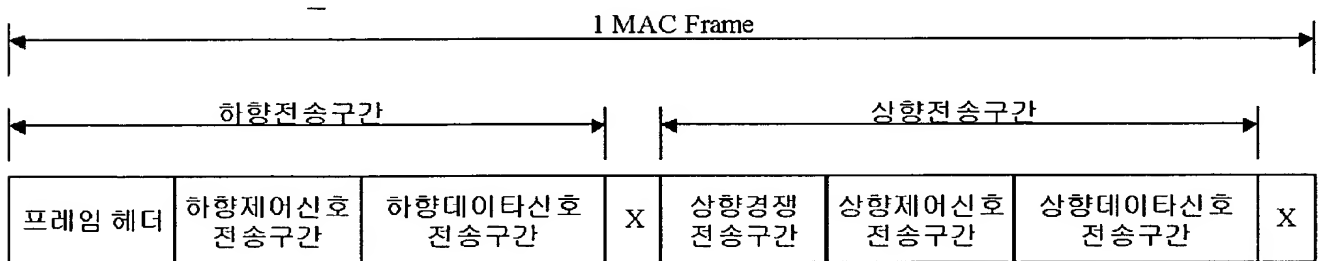 1 MAC Frame
하향전송구간
상향전송구간
프레임 헤더
하향제어신호
전송구간
하향데이타신호
전송구간
X
상향경쟁
전송구간
상향제어신호
전송구간
상향데이타신호
전송구간
X